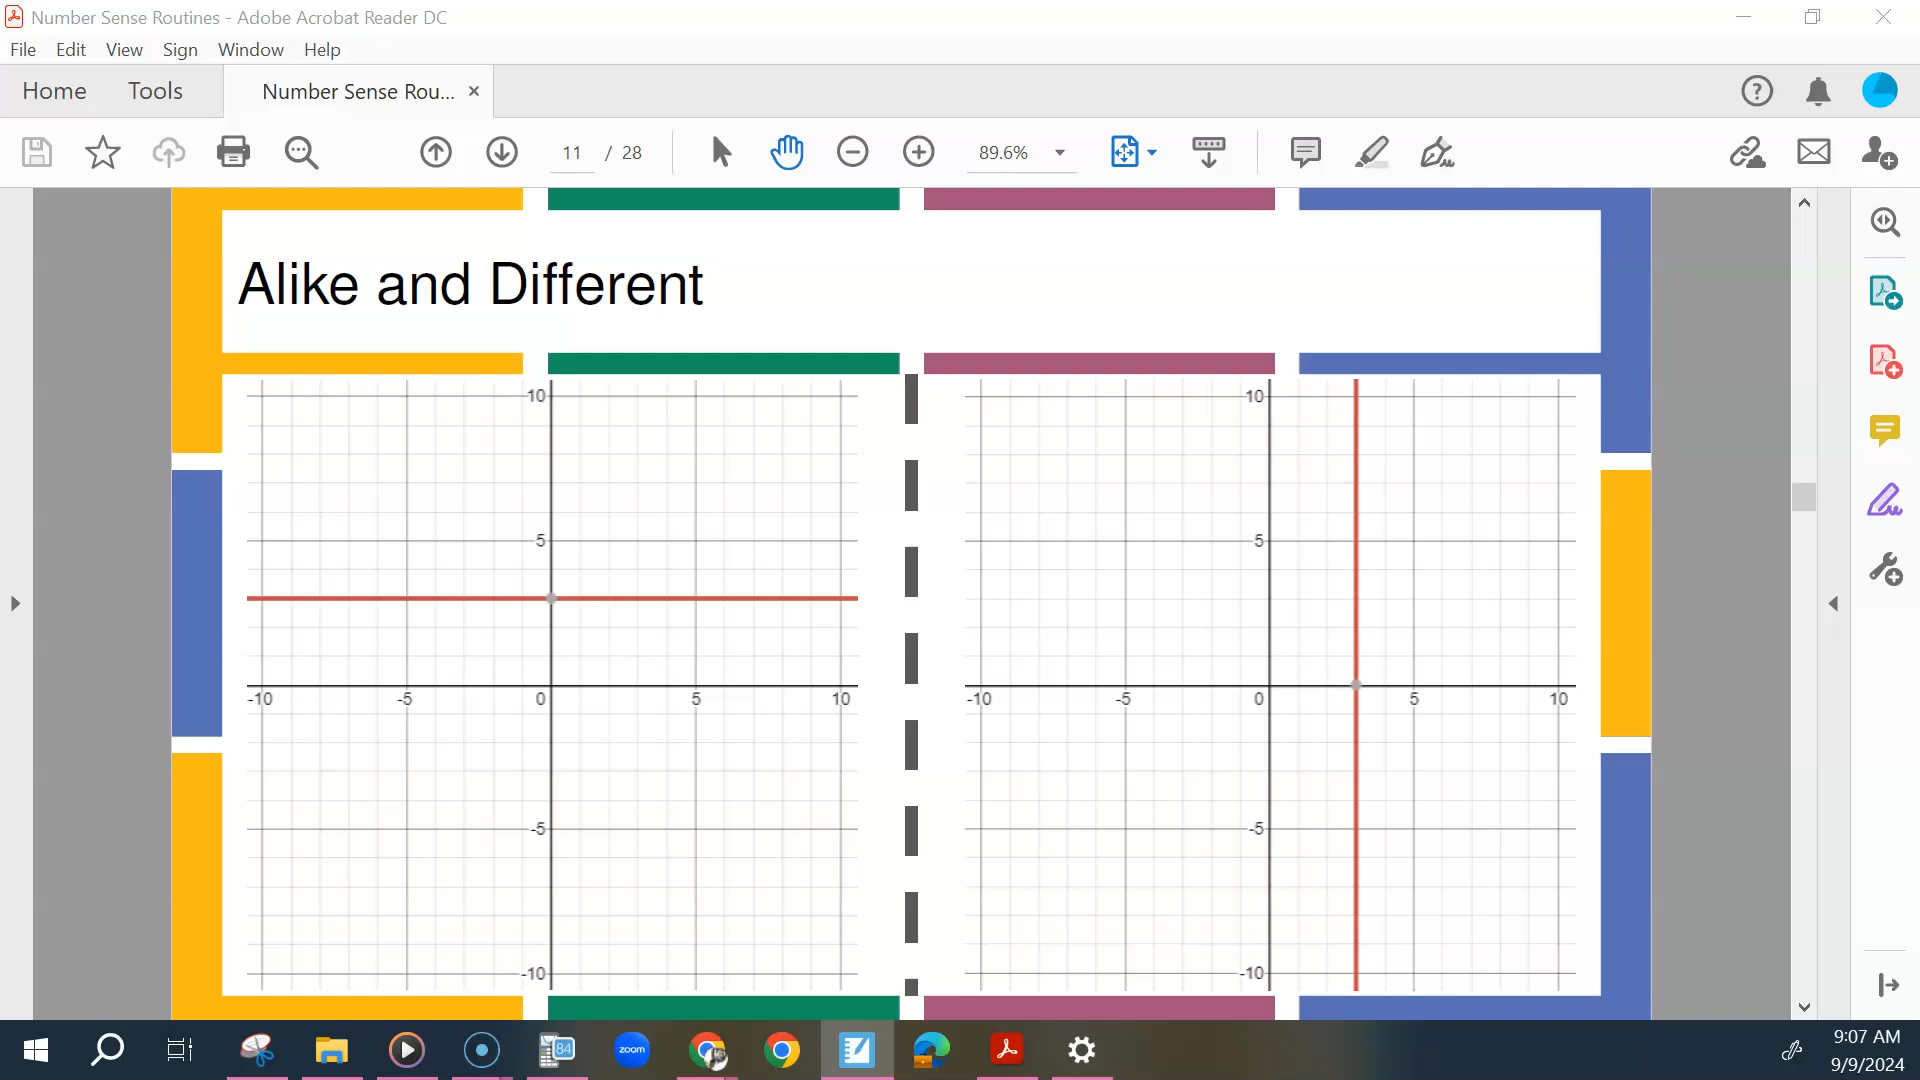 Number Sense Routines - Adobe Acrobat Reader DC
File Edit View Sign Window Help
Home Tools Number Sense Rou... ×
11 / 28 89.6%
Alike and Different
10
5
-10 -5 0 5 10
-5
-10
10
5
-10 -5 0 5 10
-5
-10
84
zoom
9:07 AM
9/9/2024